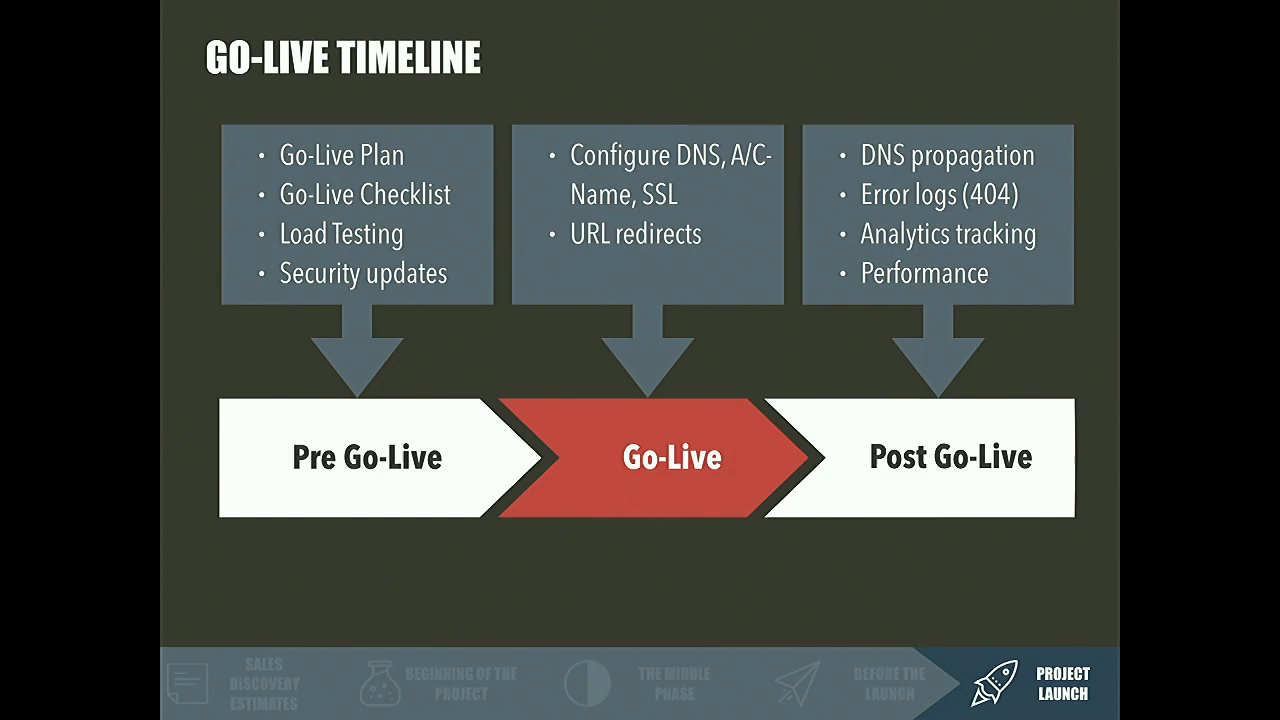 GO-LIVE TIMELINE
• Go-Live Plan
• Go-Live Checklist
• Load Testing
• Security updates
• Configure DNS, A/C-
Name, SSL
• URL redirects
• DNS propagation
• Error logs (404)
• Analytics tracking
• Performance
Pre Go-Live
Go-Live
Post Go-Live
SALES
DISCOVERY
ESTIMATES
BEGINNING OF THE
PROJECT
THE MIDDLE
PHASE
BEFORE THE
LAUNCH
PROJECT
LAUNCH